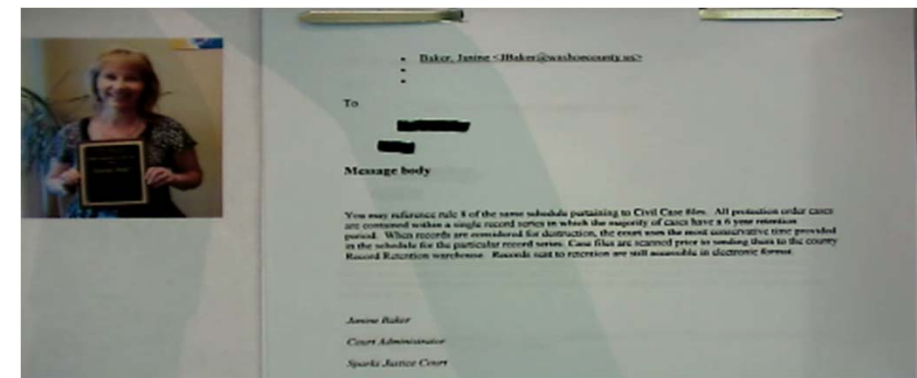 Baker, Janine <JBaker@washoecounty.us>
To
Message body
You may reference rule 8 of the same schedule pertaining to Civil Case files. All protection order cases
are contained within a single record series in which the majority of cases have a 6 year retention
period. When records are considered for destruction, the court uses the most conservative time provided
in the schedule for the particular record series. Case files are scanned prior to sending them to the county
Record Retention warehouse. Records sent to retention are still accessible in electronic format.
Janine Baker
Court Administrator
Sparks Justice Court